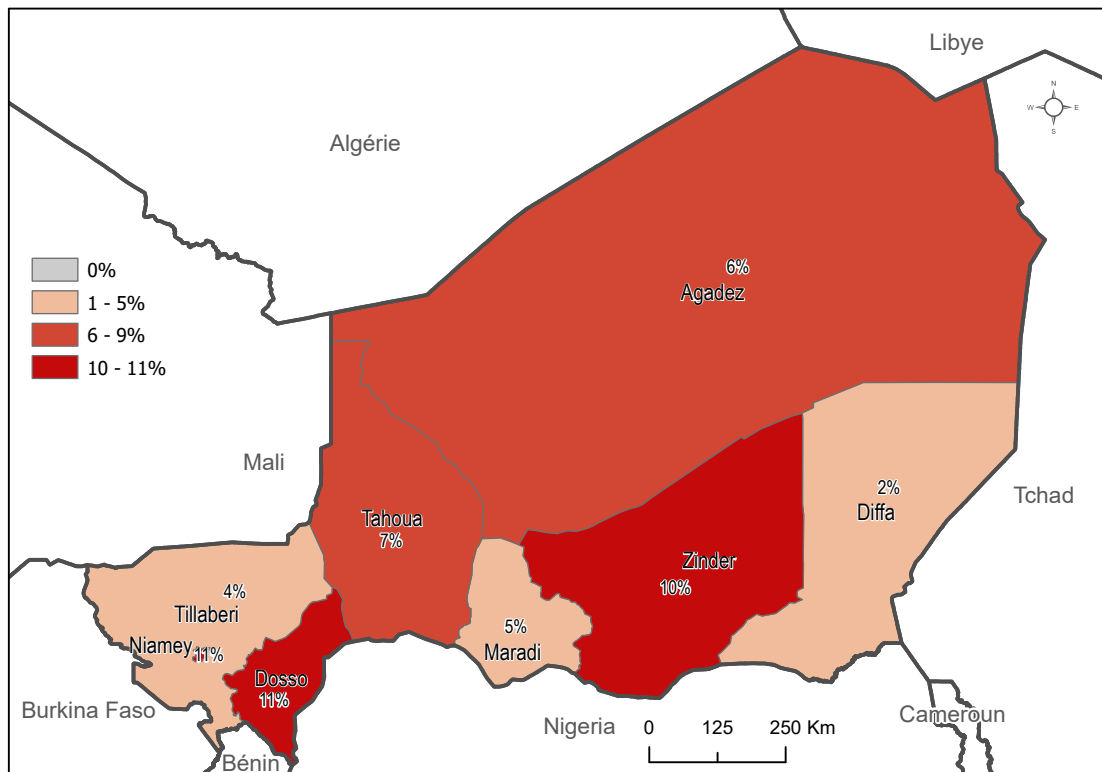 Libye
N
W E
S
Algérie
0%
1 - 5%
6 - 9%
10 - 11%
6%
Agadez
Mali
2%
Diffa
Tchad
Tahoua
7%
Zinder
10%
4%
Tillaberi
5%
Maradi
Niamey
11%
Dosso
11%
Burkina Faso
Nigeria
0 125 250 Km
Cameroun
Bénin